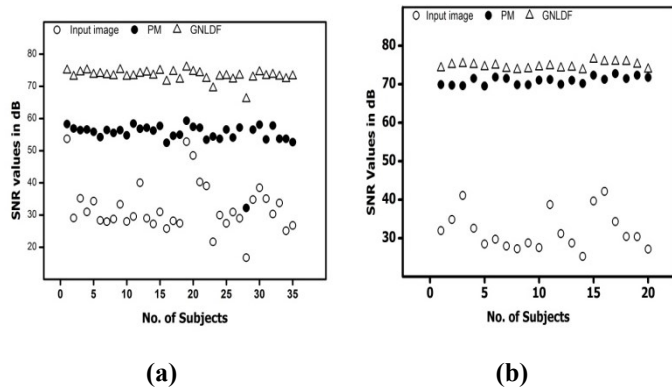 (a)
Input image PM GNLDF
80
70
60
50
40
30
20
SNR Values in dB
0 5 10 15 20 25 30 35
No. of Subjects
(b)
Input image PM GNLDF
80
70
60
50
40
30
SNR Values in dB
0 5 10 15 20
No. of Subjects
(a) (b)